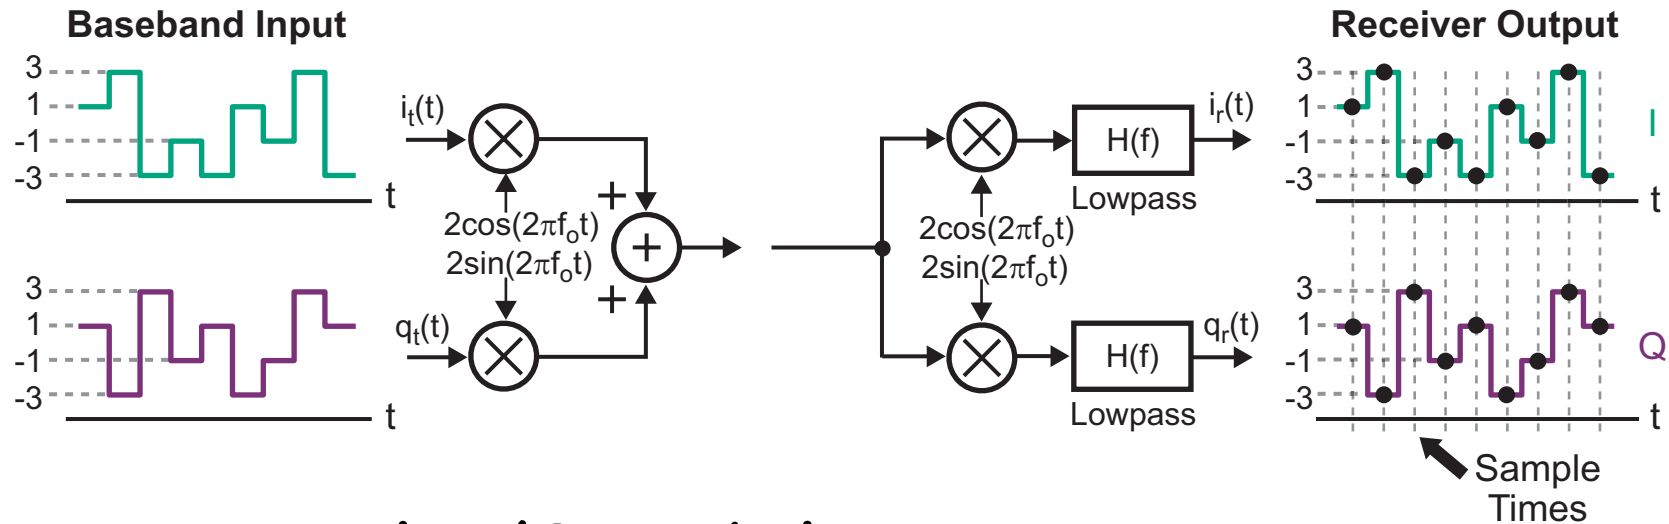 Baseband Input
3
1
-1
-3
t
3
1
-1
-3
t
i_t(t)
q_t(t)
2cos(2πf_ot)
2sin(2πf_ot)
+
+
+
2cos(2πf_ot)
2sin(2πf_ot)
H(f)
Lowpass
H(f)
Lowpass
i_r(t)
q_r(t)
Receiver Output
3
1
-1
-3
I
t
3
1
-1
-3
Q
t
Sample
Times